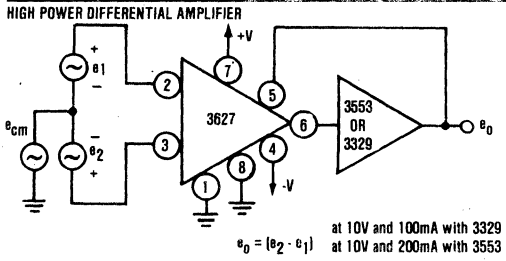 HIGH POWER DIFFERENTIAL AMPLIFIER
+V
+
e1
−
2
7
5
3627
6
3553
OR
3329
eo
ecm
−
e2
+
3
4
1
8
-V
at 10V and 100mA with 3329
eo = (e2 - e1) at 10V and 200mA with 3553